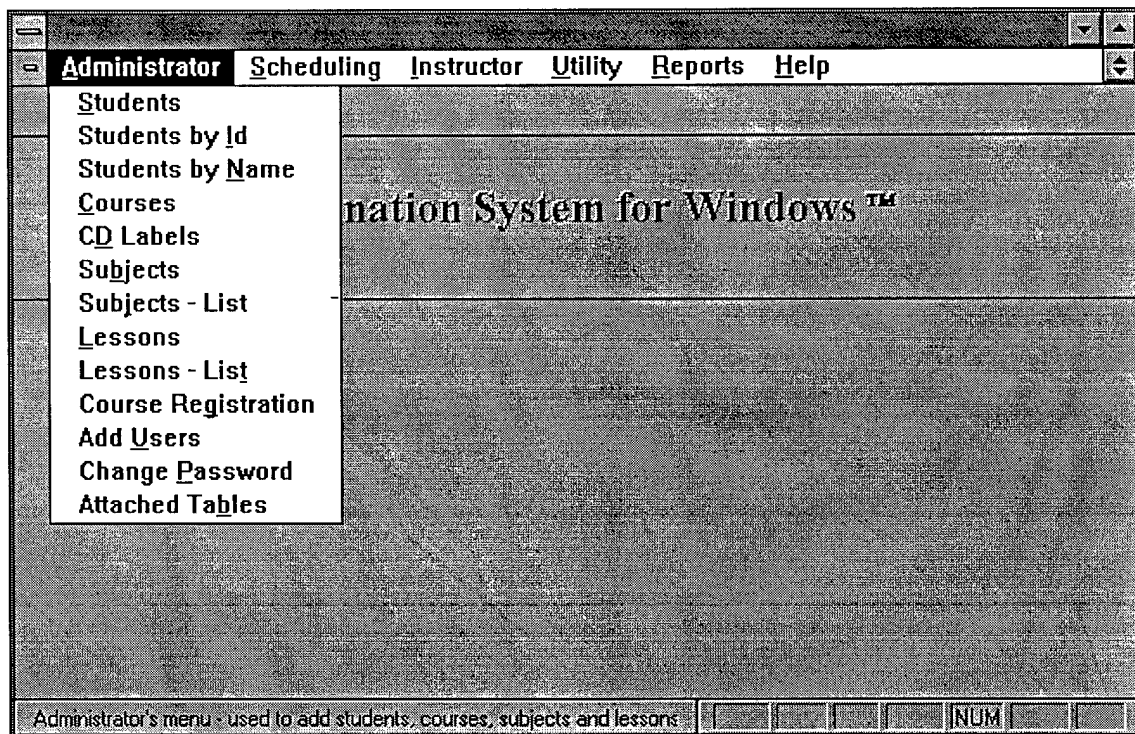 Administrator Scheduling Instructor Utility Reports Help
Students
Students by Id
Students by Name
Courses
CD Labels
Subjects
Subjects - List
Lessons
Lessons - List
Course Registration
Add Users
Change Password
Attached Tables
nation System for Windows ™
Administrator's menu - used to add students, courses, subjects and lessons NUM